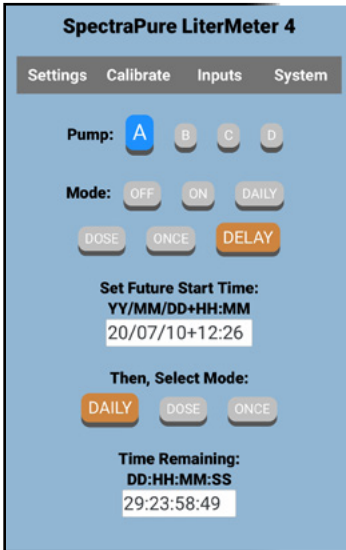 SpectraPure LiterMeter 4
Settings Calibrate Inputs System
Pump: A B C D
Mode: OFF ON DAILY
DOSE ONCE DELAY
Set Future Start Time:
YY/MM/DD+HH:MM
20/07/10+12:26
Then, Select Mode:
DAILY DOSE ONCE
Time Remaining:
DD:HH:MM:SS
29:23:58:49